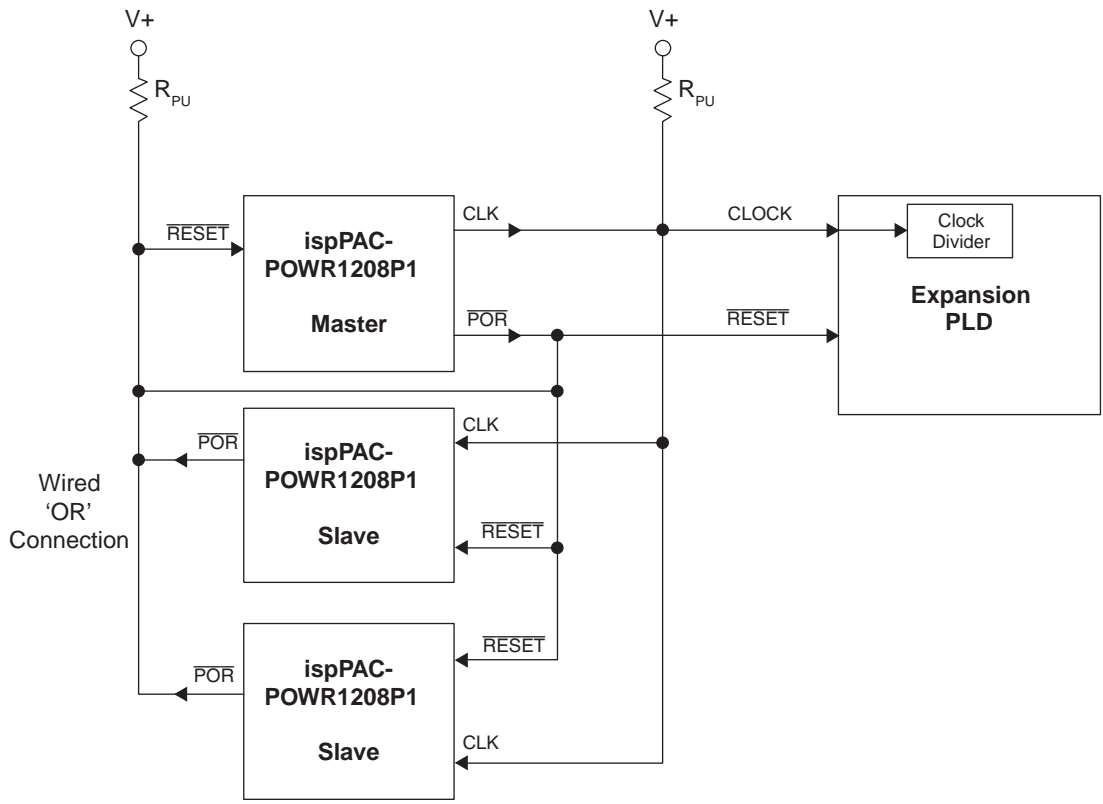 V+
V+
R_PU
R_PU
RESET
ispPAC-
POWR1208P1
Master
CLK
POR
CLOCK
RESET
Clock
Divider
Expansion
PLD
POR
ispPAC-
POWR1208P1
Slave
CLK
RESET
Wired
'OR'
Connection
POR
ispPAC-
POWR1208P1
Slave
RESET
CLK